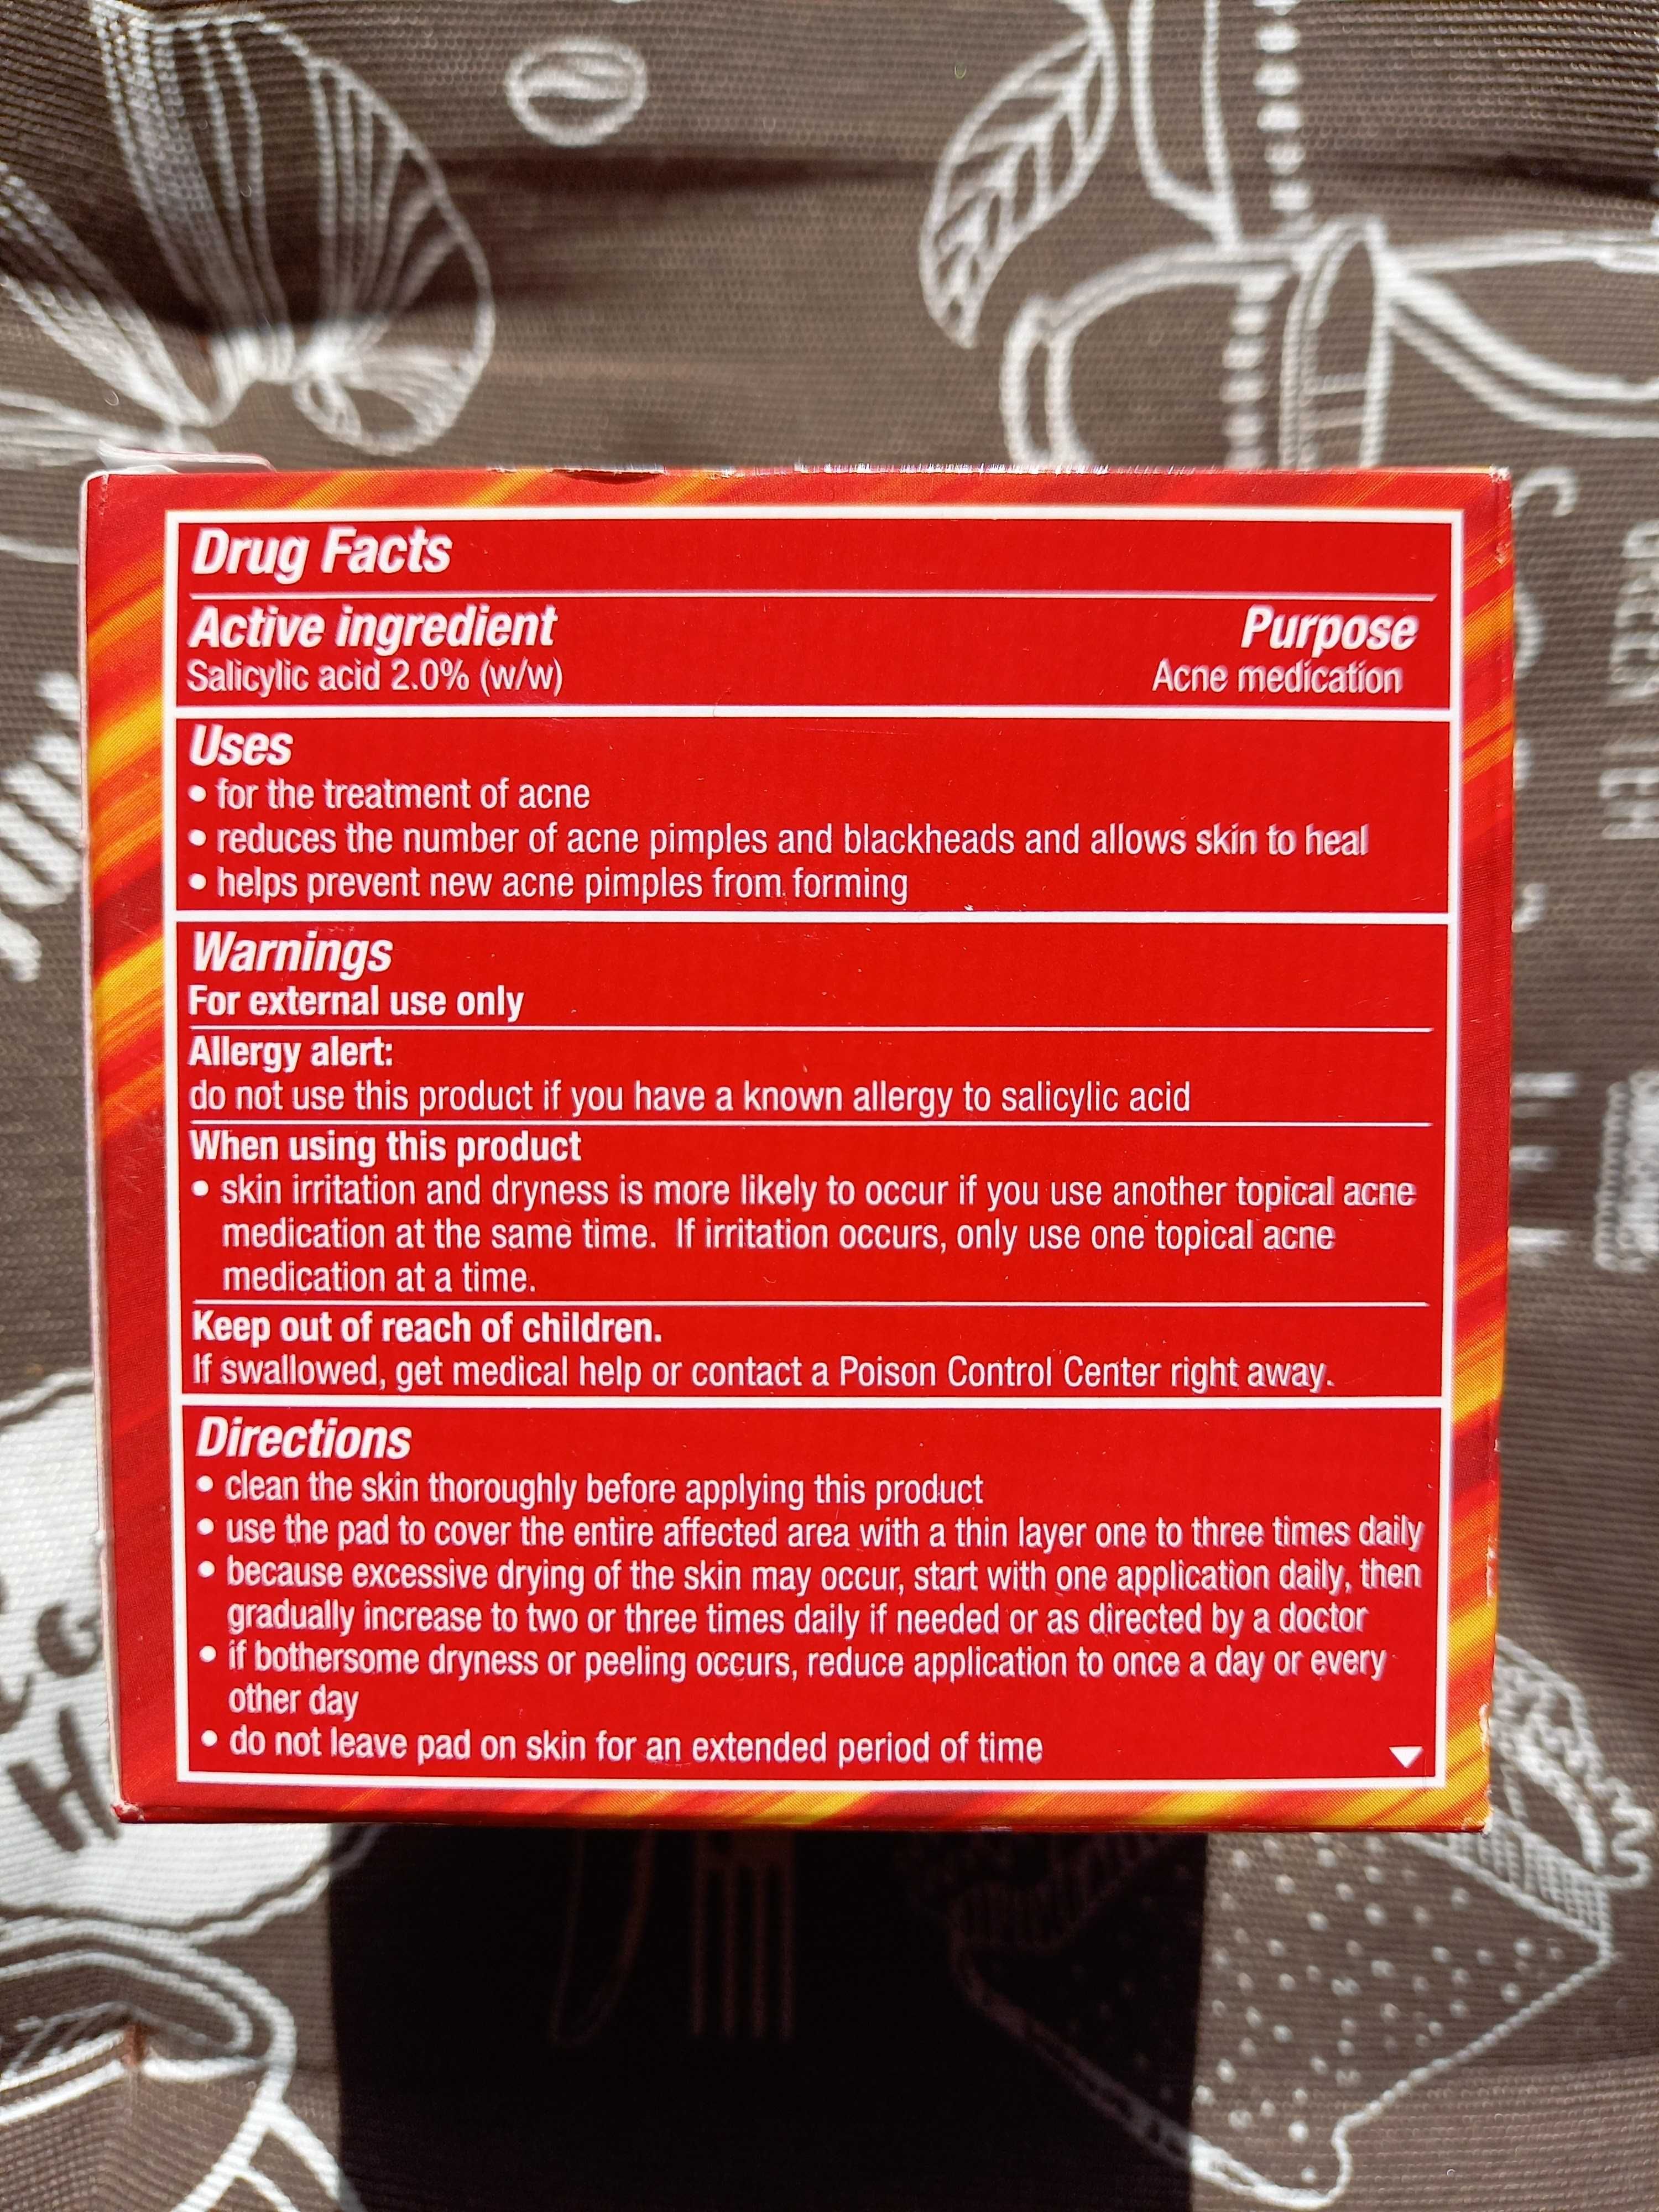 Drug Facts
Active ingredient Purpose
Salicylic acid 2.0% (w/w) Acne medication
Uses
• for the treatment of acne
• reduces the number of acne pimples and blackheads and allows skin to heal
• helps prevent new acne pimples from forming
Warnings
For external use only
Allergy alert:
do not use this product if you have a known allergy to salicylic acid
When using this product
• skin irritation and dryness is more likely to occur if you use another topical acne
medication at the same time. If irritation occurs, only use one topical acne
medication at a time.
Keep out of reach of children.
If swallowed, get medical help or contact a Poison Control Center right away.
Directions
• clean the skin thoroughly before applying this product
• use the pad to cover the entire affected area with a thin layer one to three times daily
• because excessive drying of the skin may occur, start with one application daily, then
gradually increase to two or three times daily if needed or as directed by a doctor
• if bothersome dryness or peeling occurs, reduce application to once a day or every
other day
• do not leave pad on skin for an extended period of time